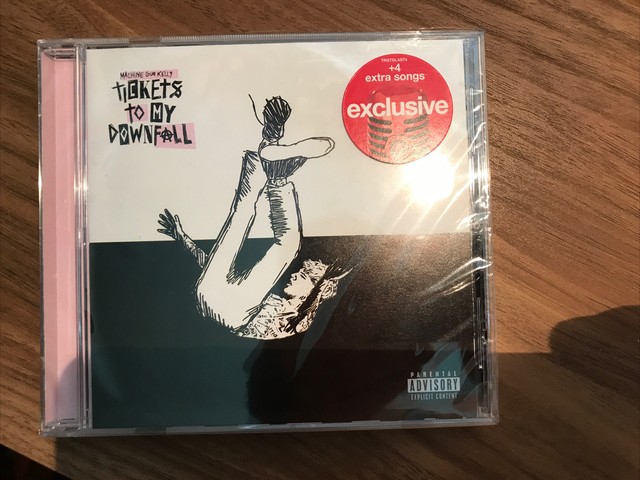 MACHINE GUN KELLY
TICKETS
TO MY
DOWNFALL
+4
extra songs
exclusive
PARENTAL
ADVISORY
EXPLICIT CONTENT